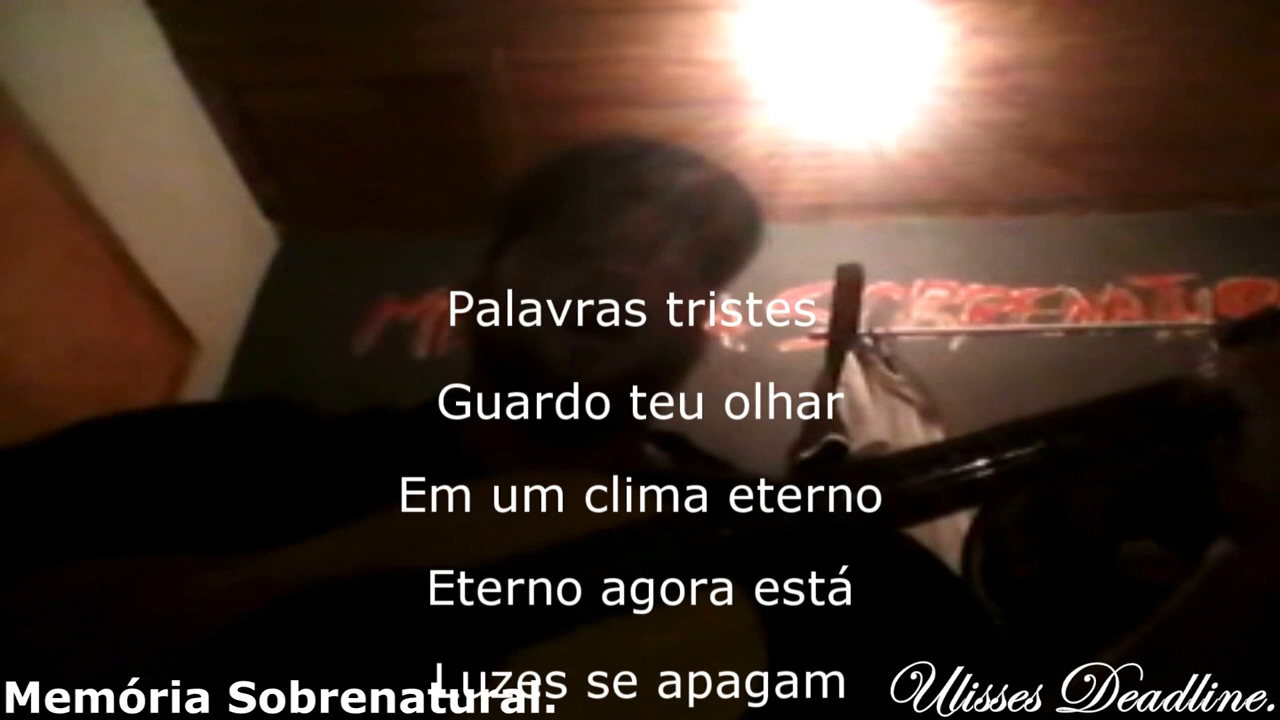 Palavras tristes
Guardo teu olhar
Em um clima eterno
Eterno agora está
Luzes se apagam
Memória Sobrenatural.
Ulisses Deadline.